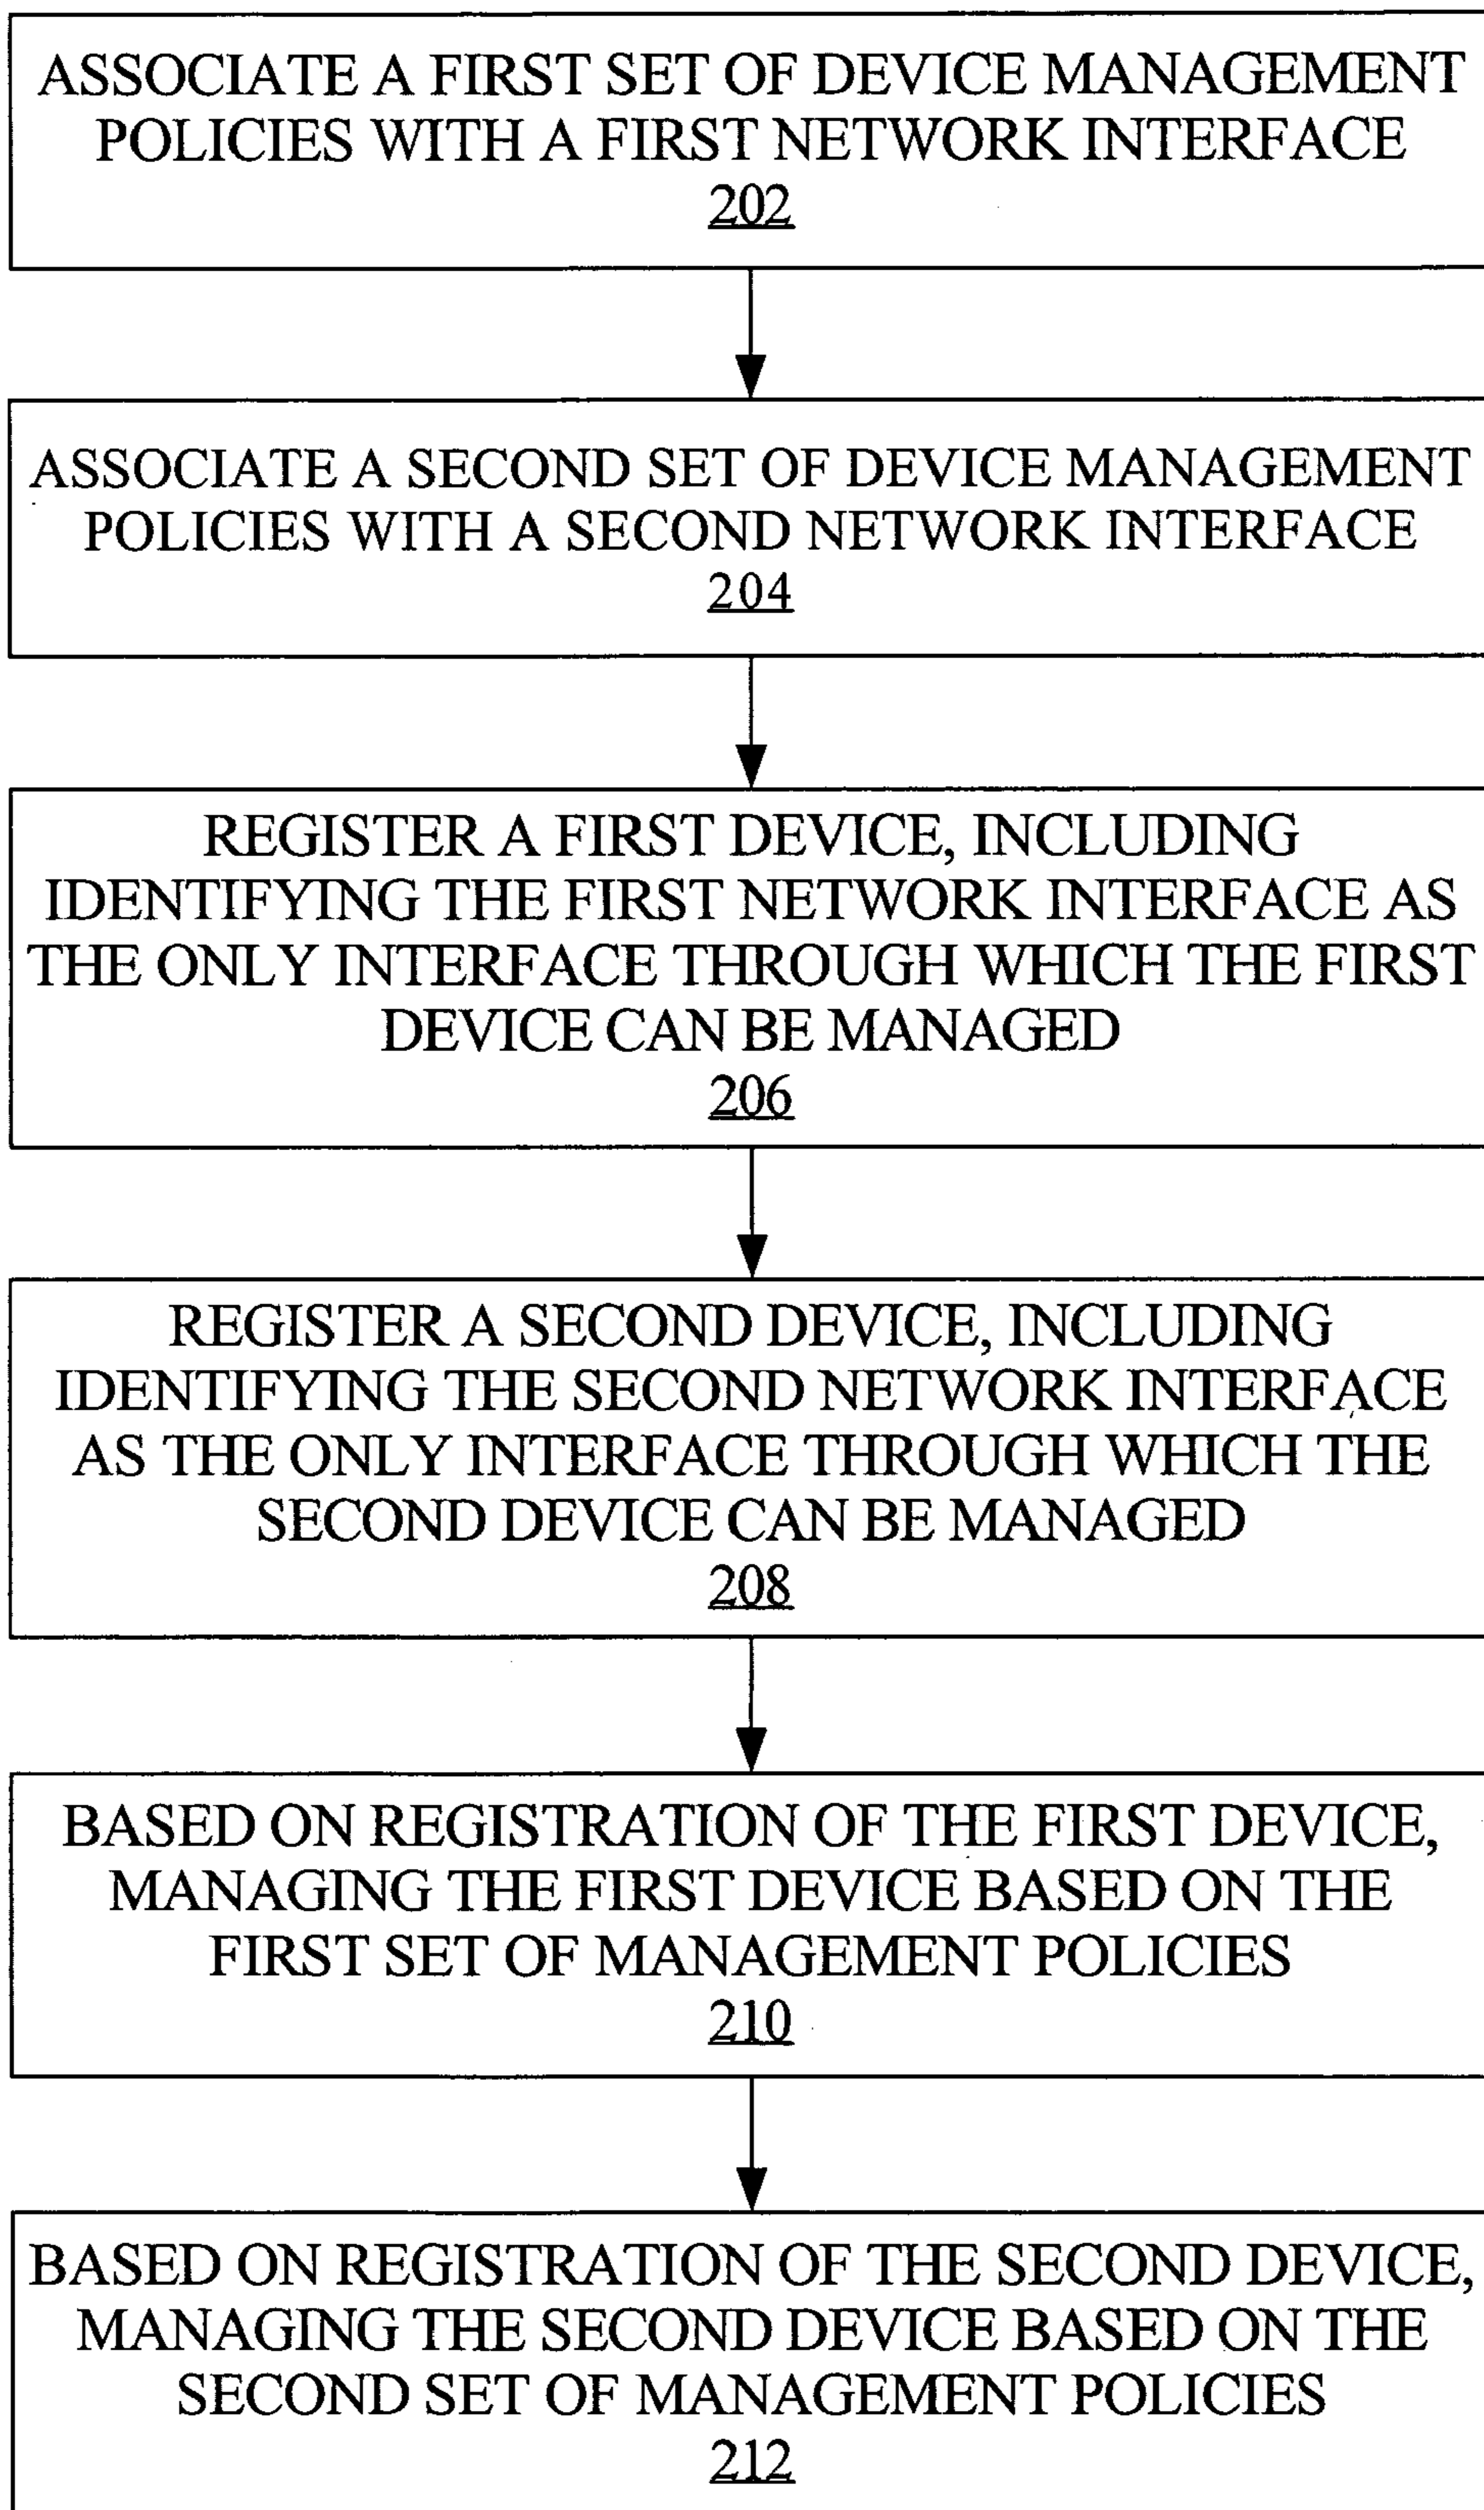 ASSOCIATE A FIRST SET OF DEVICE MANAGEMENT
POLICIES WITH A FIRST NETWORK INTERFACE
202
ASSOCIATE A SECOND SET OF DEVICE MANAGEMENT
POLICIES WITH A SECOND NETWORK INTERFACE
204
REGISTER A FIRST DEVICE, INCLUDING
IDENTIFYING THE FIRST NETWORK INTERFACE AS
THE ONLY INTERFACE THROUGH WHICH THE FIRST
DEVICE CAN BE MANAGED
206
REGISTER A SECOND DEVICE, INCLUDING
IDENTIFYING THE SECOND NETWORK INTERFACE
AS THE ONLY INTERFACE THROUGH WHICH THE
SECOND DEVICE CAN BE MANAGED
208
BASED ON REGISTRATION OF THE FIRST DEVICE,
MANAGING THE FIRST DEVICE BASED ON THE
FIRST SET OF MANAGEMENT POLICIES
210
BASED ON REGISTRATION OF THE SECOND DEVICE,
MANAGING THE SECOND DEVICE BASED ON THE
SECOND SET OF MANAGEMENT POLICIES
212